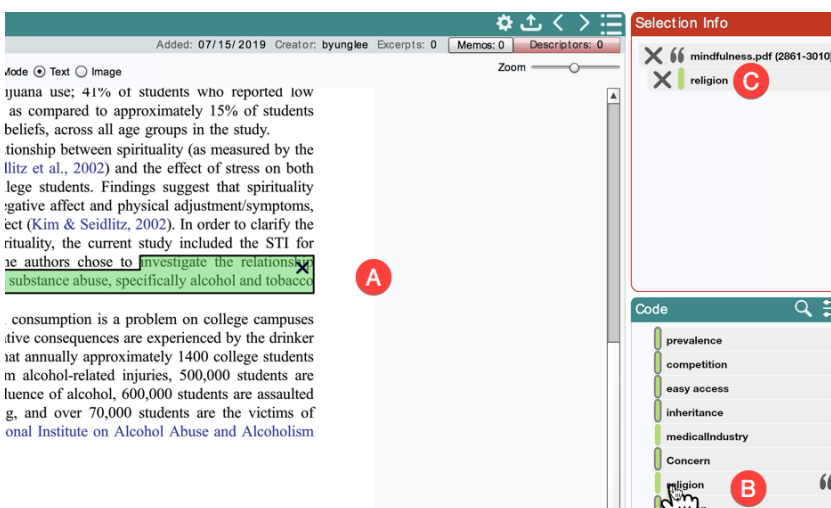 Selection Info
Added: 07/15/2019 Creator: byunglee Excerpts: 0 Memos: 0 Descriptors: 0
Mode Text Image
Zoom
mindfulness.pdf (2861-3010)
religion
C
use; 41% of students who reported low
as compared to approximately 15% of students
beliefs, across all age groups in the study.
tionship between spirituality (as measured by the
llitz et al., 2002) and the effect of stress on both
llege students. Findings suggest that spirituality
egative affect and physical adjustment/symptoms,
ect (Kim & Seidlitz, 2002). In order to clarify the
rituality, the current study included the STI for
he authors chose to investigate the relationship
substance abuse, specifically alcohol and tobacco
A
consumption is a problem on college campuses
tive consequences are experienced by the drinker
hat annually approximately 1400 college students
m alcohol-related injuries, 500,000 students are
luence of alcohol, 600,000 students are assaulted
g, and over 70,000 students are the victims of
onal Institute on Alcohol Abuse and Alcoholism
Code
prevalence
competition
easy access
inheritance
medicalIndustry
Concern
religion
B